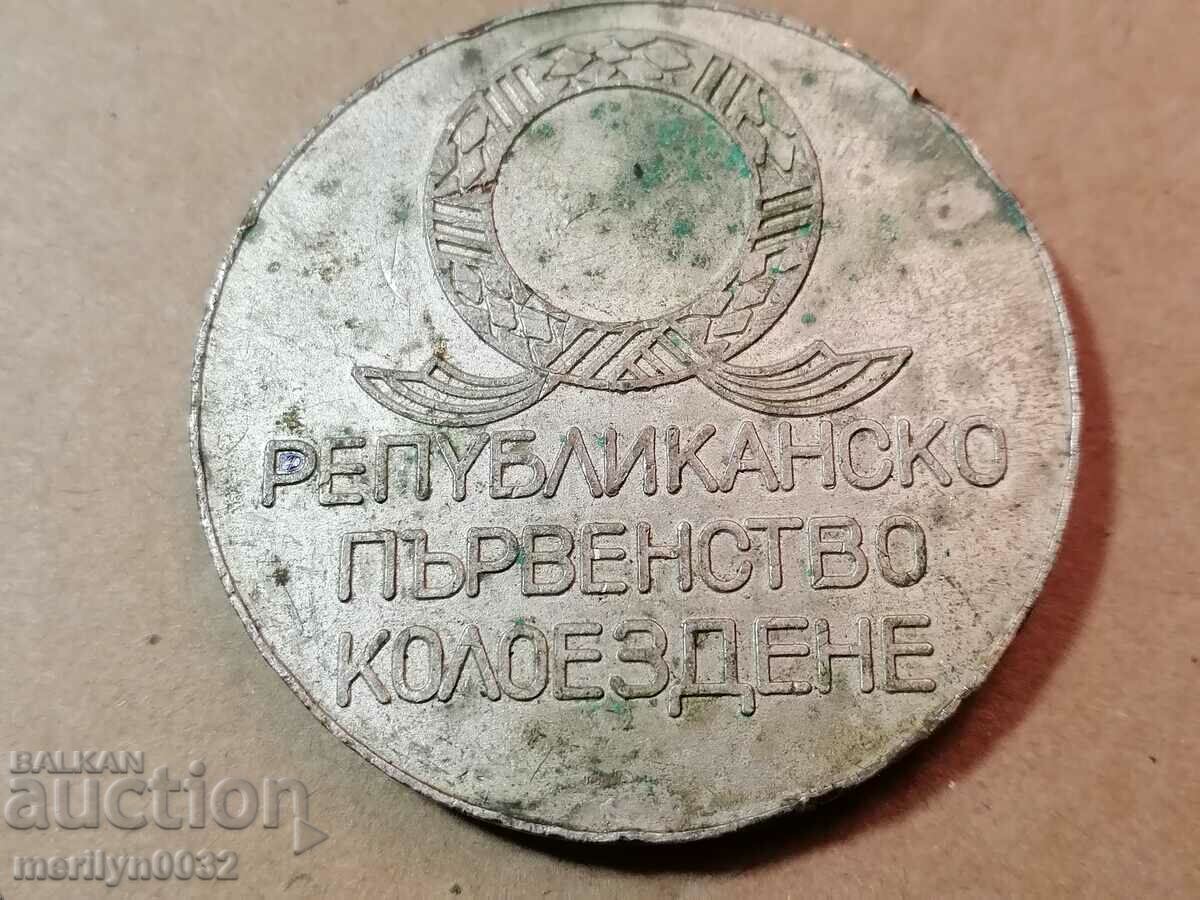 РЕПУБЛИКАНСКО
ПЪРВЕНСТВО
КОЛОЕЗДЕНЕ
BALKAN
auction
merilyn0032